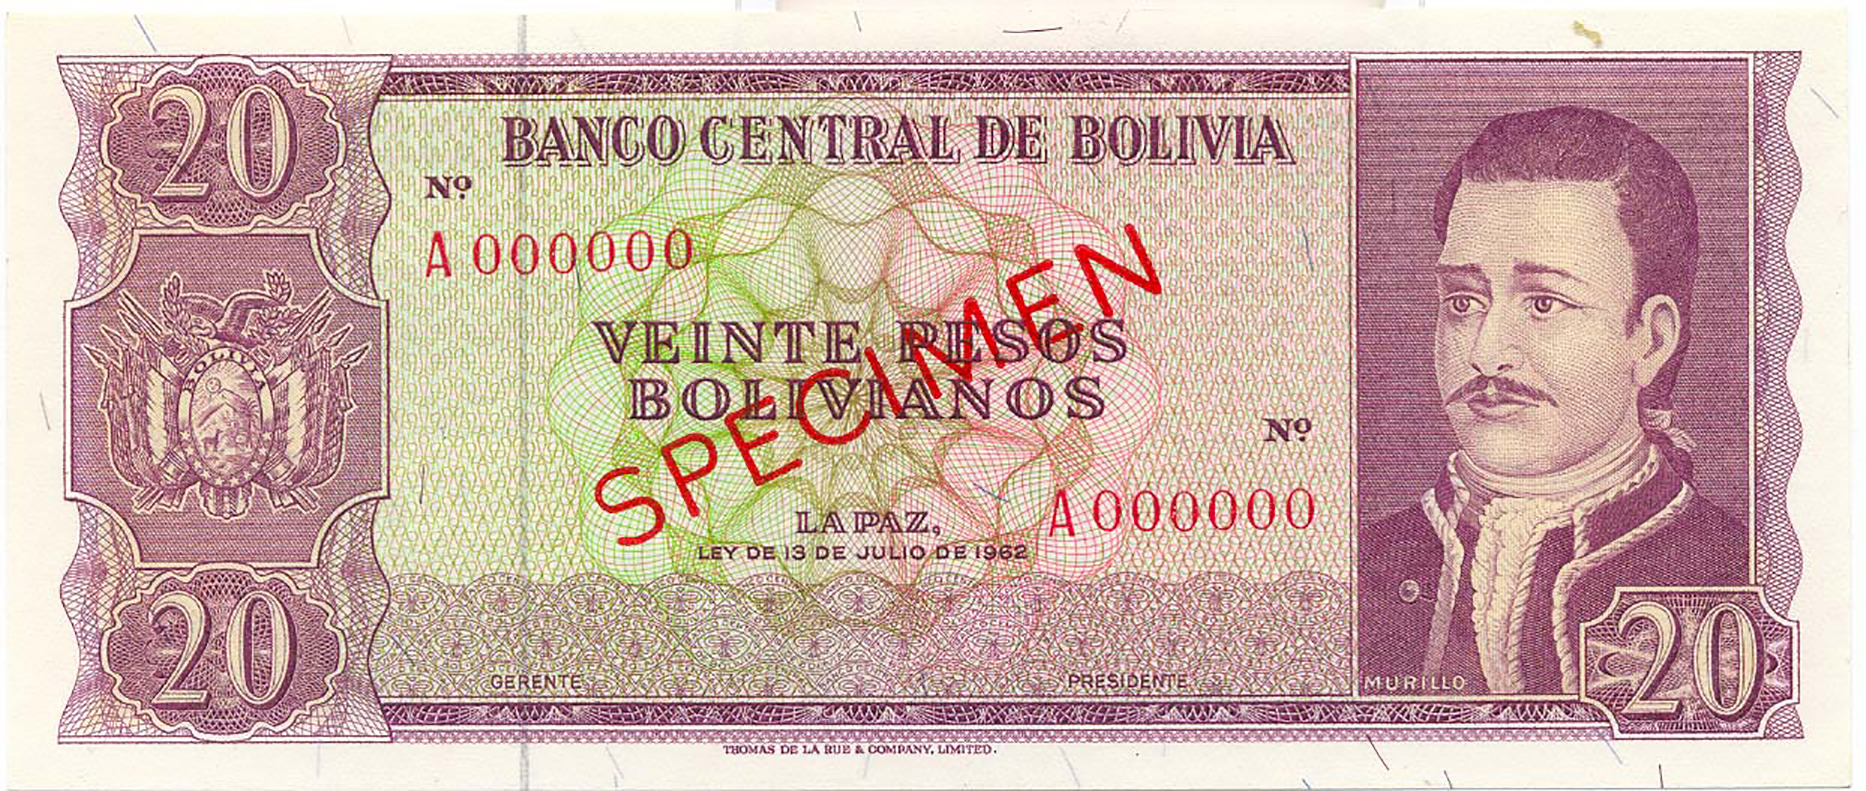 20
BANCO CENTRAL DE BOLIVIA
Nº
A 000000
BOLIVIA
VEINTE PESOS
BOLIVIANOS
SPECIMEN
Nº
A 000000
LA PAZ,
LEY DE 13 DE JULIO DE 1962
20
GERENTE
PRESIDENTE
MURILLO
20
THOMAS DE LA RUE & COMPANY, LIMITED.